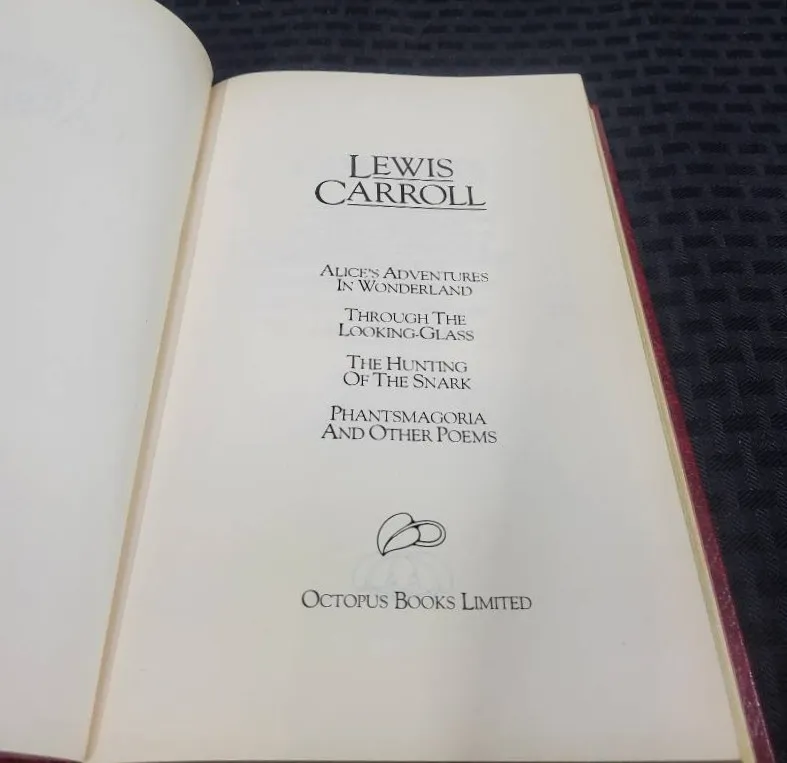 LEWIS
CARROLL
ALICE'S ADVENTURES
IN WONDERLAND
THROUGH THE
LOOKING-GLASS
THE HUNTING
OF THE SNARK
PHANTSMAGORIA
AND OTHER POEMS
OCTOPUS BOOKS LIMITED